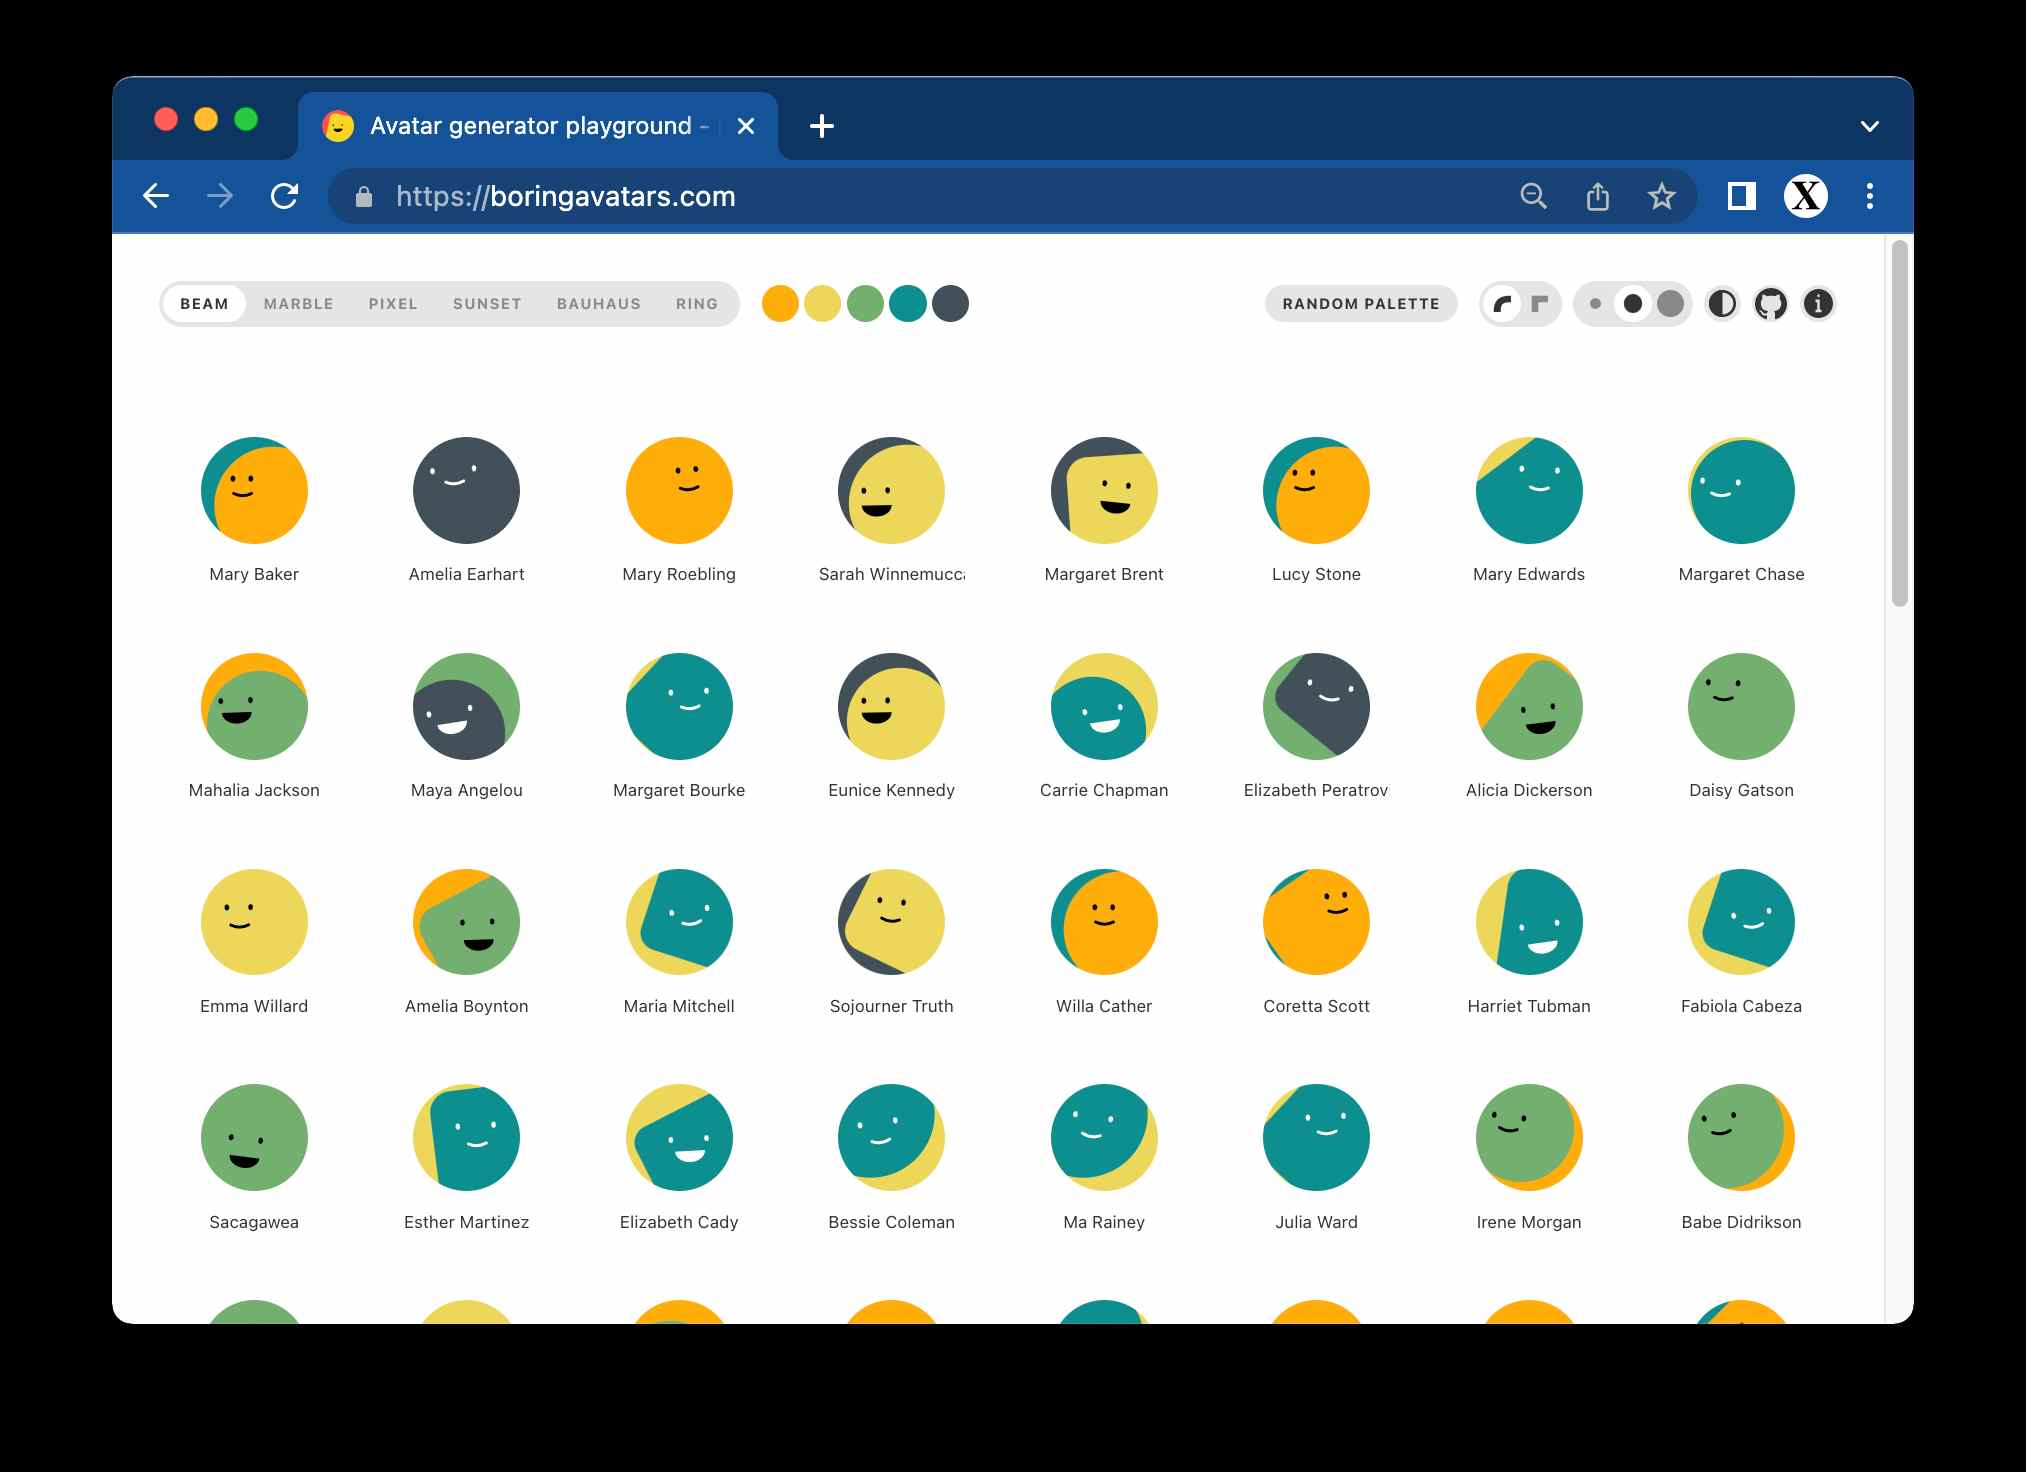 Avatar generator playground -
https://boringavatars.com
X
BEAM MARBLE PIXEL SUNSET BAUHAUS RING RANDOM PALETTE
Mary Baker Amelia Earhart Mary Roebling Sarah Winnemucca Margaret Brent Lucy Stone Mary Edwards Margaret Chase
Mahalia Jackson Maya Angelou Margaret Bourke Eunice Kennedy Carrie Chapman Elizabeth Peratrov Alicia Dickerson Daisy Gatson
Emma Willard Amelia Boynton Maria Mitchell Sojourner Truth Willa Cather Coretta Scott Harriet Tubman Fabiola Cabeza
Sacagawea Esther Martinez Elizabeth Cady Bessie Coleman Ma Rainey Julia Ward Irene Morgan Babe Didrikson